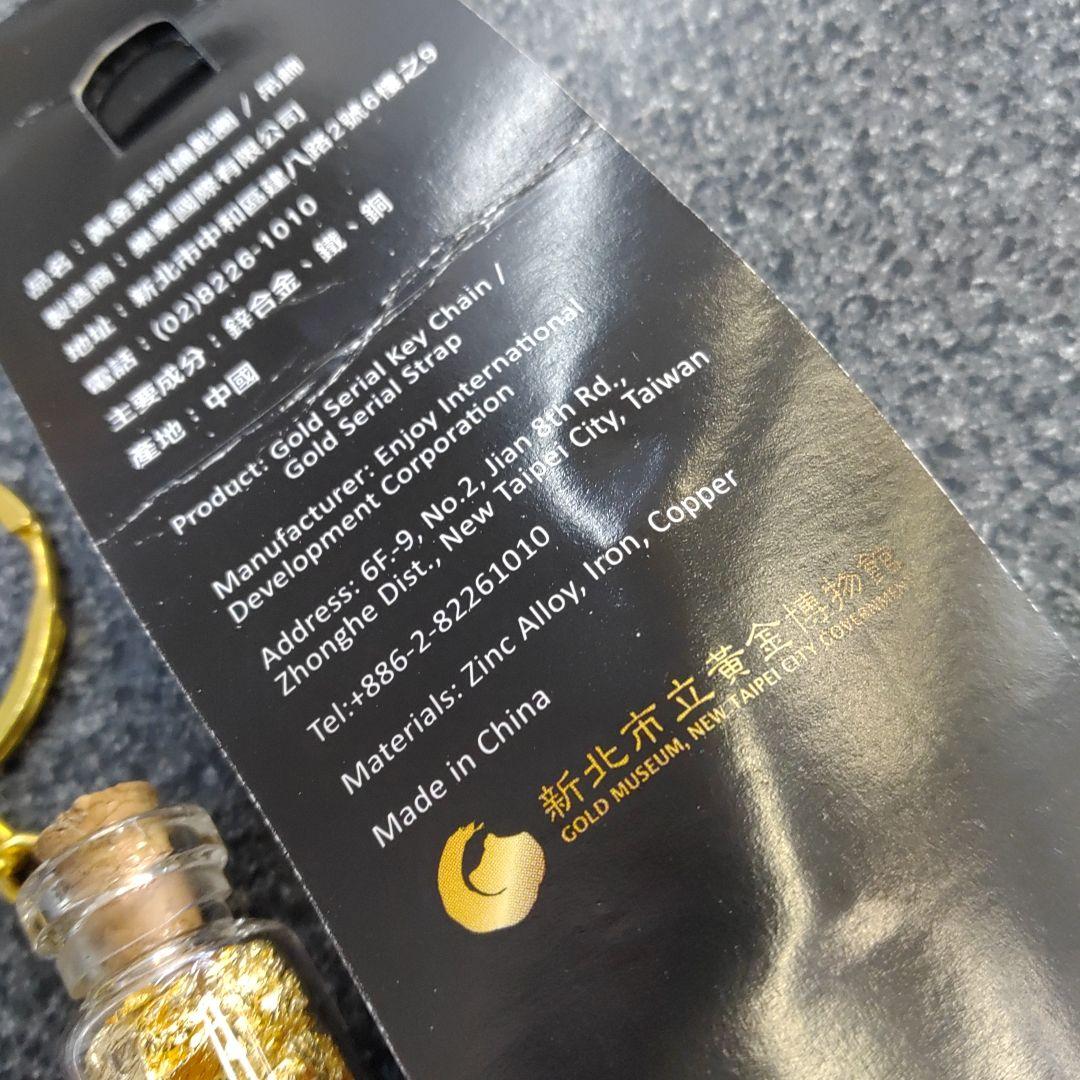 品名：黃金系列鑰匙圈 / 吊飾
製造商：樂業國際有限公司
地址：新北市中和區建八路2號6樓之9
電話：(02)8226-1010
主要成分：鋅合金、鐵、銅
產地：中國
Product: Gold Serial Key Chain /
Gold Serial Strap
Manufacturer: Enjoy International
Development Corporation
Address: 6F.-9, No.2, Jian 8th Rd.,
Zhonghe Dist., New Taipei City, Taiwan
Tel:+886-2-82261010
Materials: Zinc Alloy, Iron, Copper
Made in China
新北市立黃金博物館
GOLD MUSEUM, NEW TAIPEI CITY GOVERNMENT